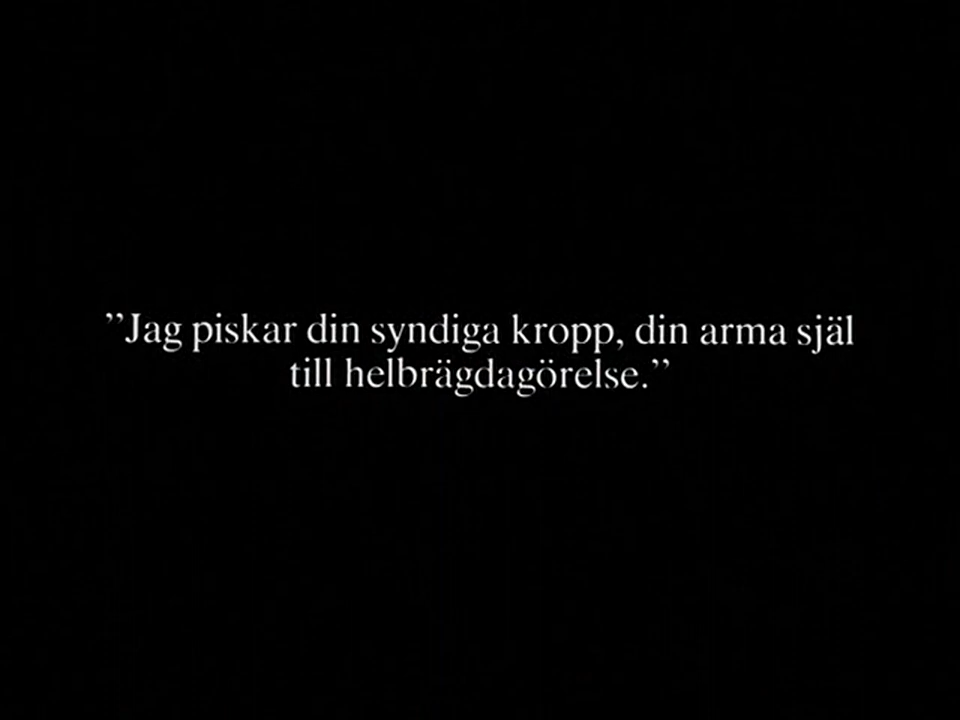 ”Jag piskar din syndiga kropp, din arma själ
till helbrägdagörelse.”